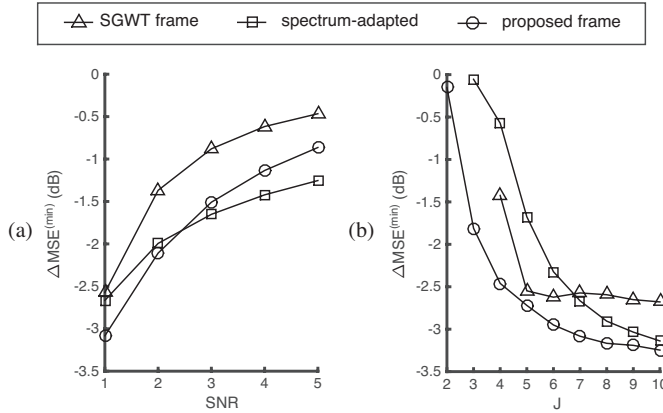 SGWT frame spectrum-adapted proposed frame
(a)
ΔMSE(min) (dB)
0
-0.5
-1
-1.5
-2
-2.5
-3
-3.5
1 2 3 4 5
SNR
(b)
ΔMSE(min) (dB)
0
-0.5
-1
-1.5
-2
-2.5
-3
-3.5
2 3 4 5 6 7 8 9 10
J